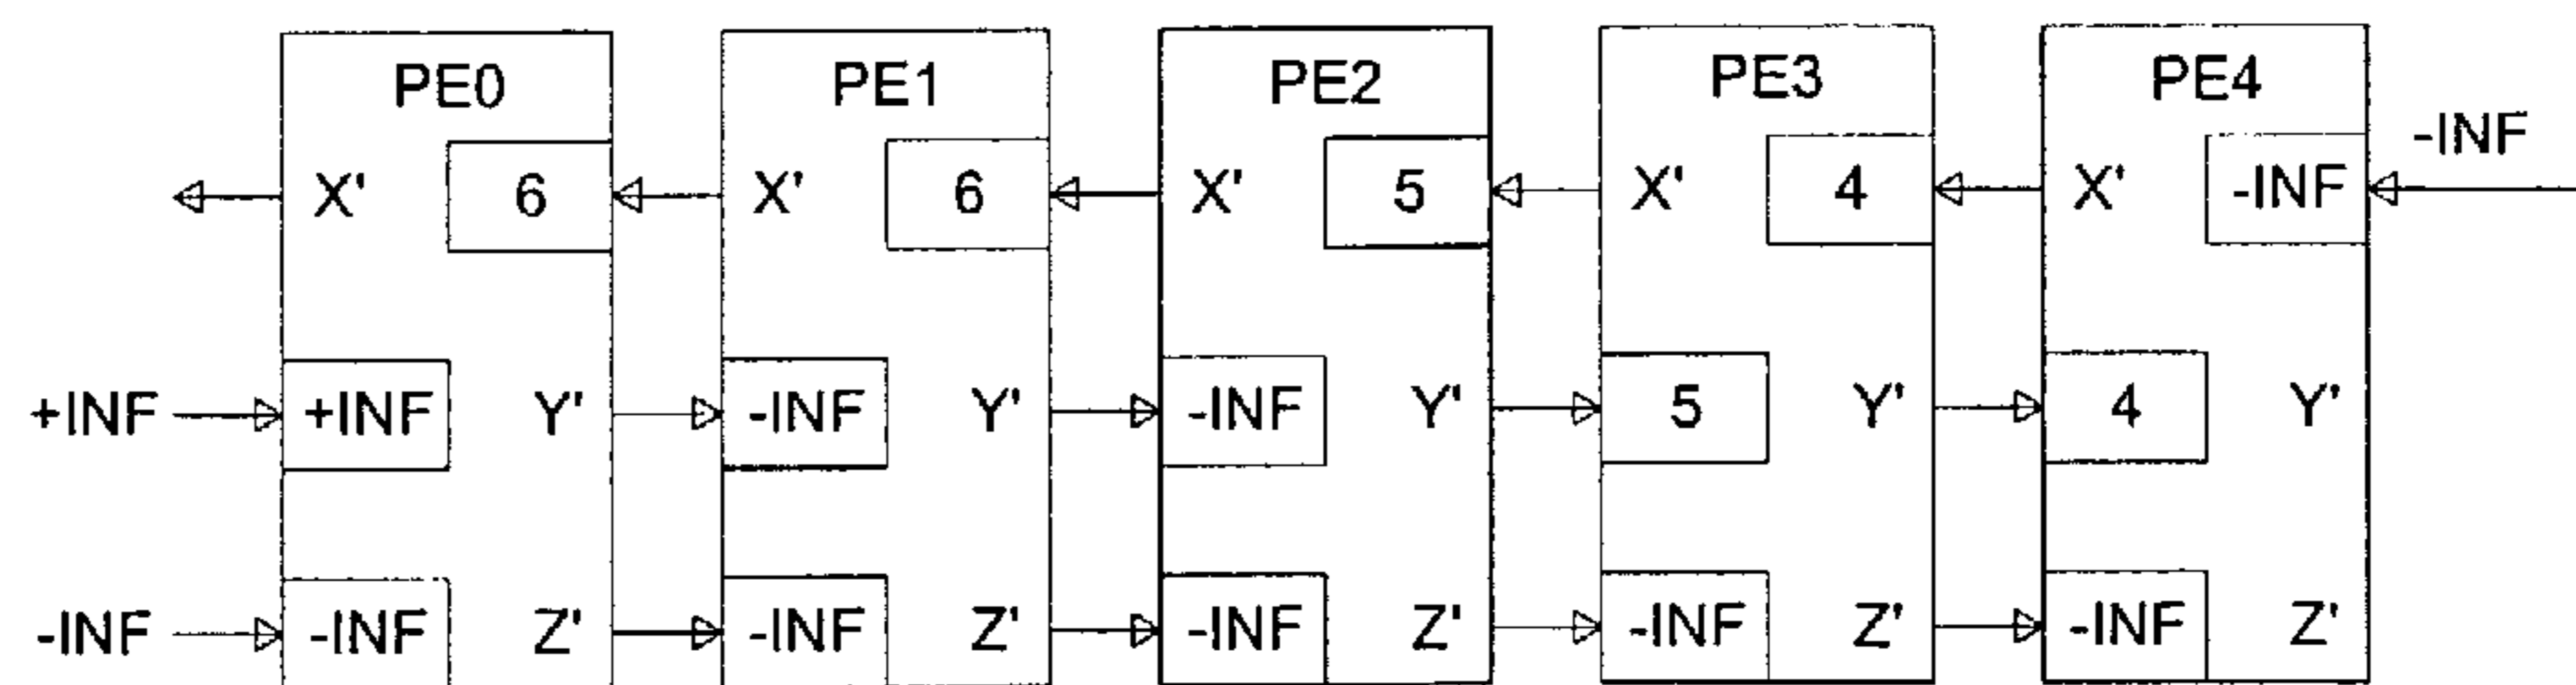 PE0 PE1 PE2 PE3 PE4
-INF
X' 6 X' 6 X' 5 X' 4 X' -INF
+INF +INF Y' -INF Y' -INF Y' 5 Y' 4 Y'
-INF -INF Z' -INF Z' -INF Z' -INF Z' -INF Z'